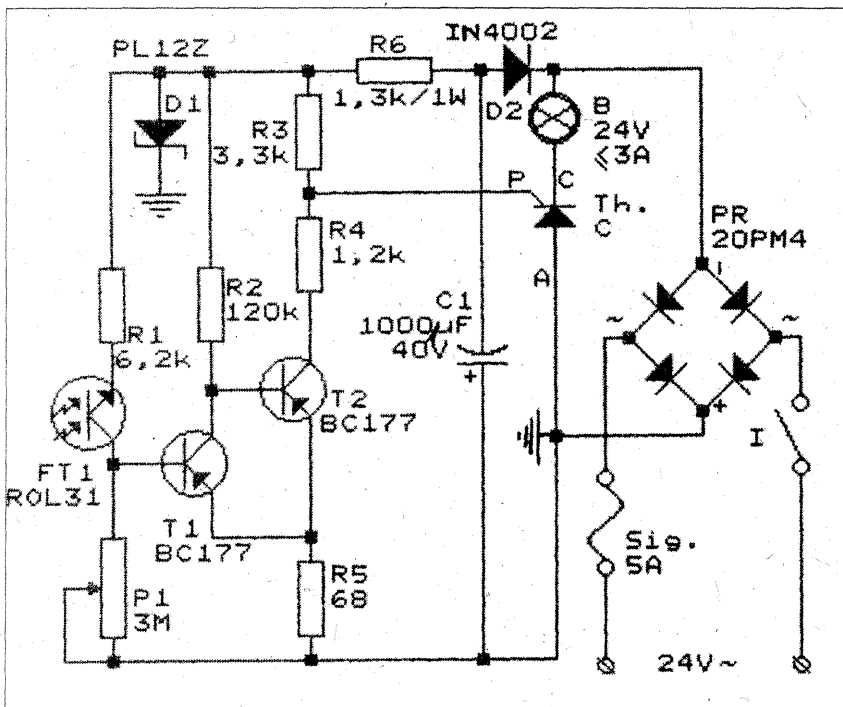 IN4002
PL12Z
R6
1,3k/1W
D1
D2
B
24V
⩽3A
R3
3,3k
P
C
Th.
C
PR
20PM4
R4
1,2k
A
~
~
+
R2
120k
C1
1000µF
40V
+
R1
6,2k
T2
BC177
I
FT1
ROL31
T1
BC177
Sig.
5A
R5
68
P1
3M
24V~